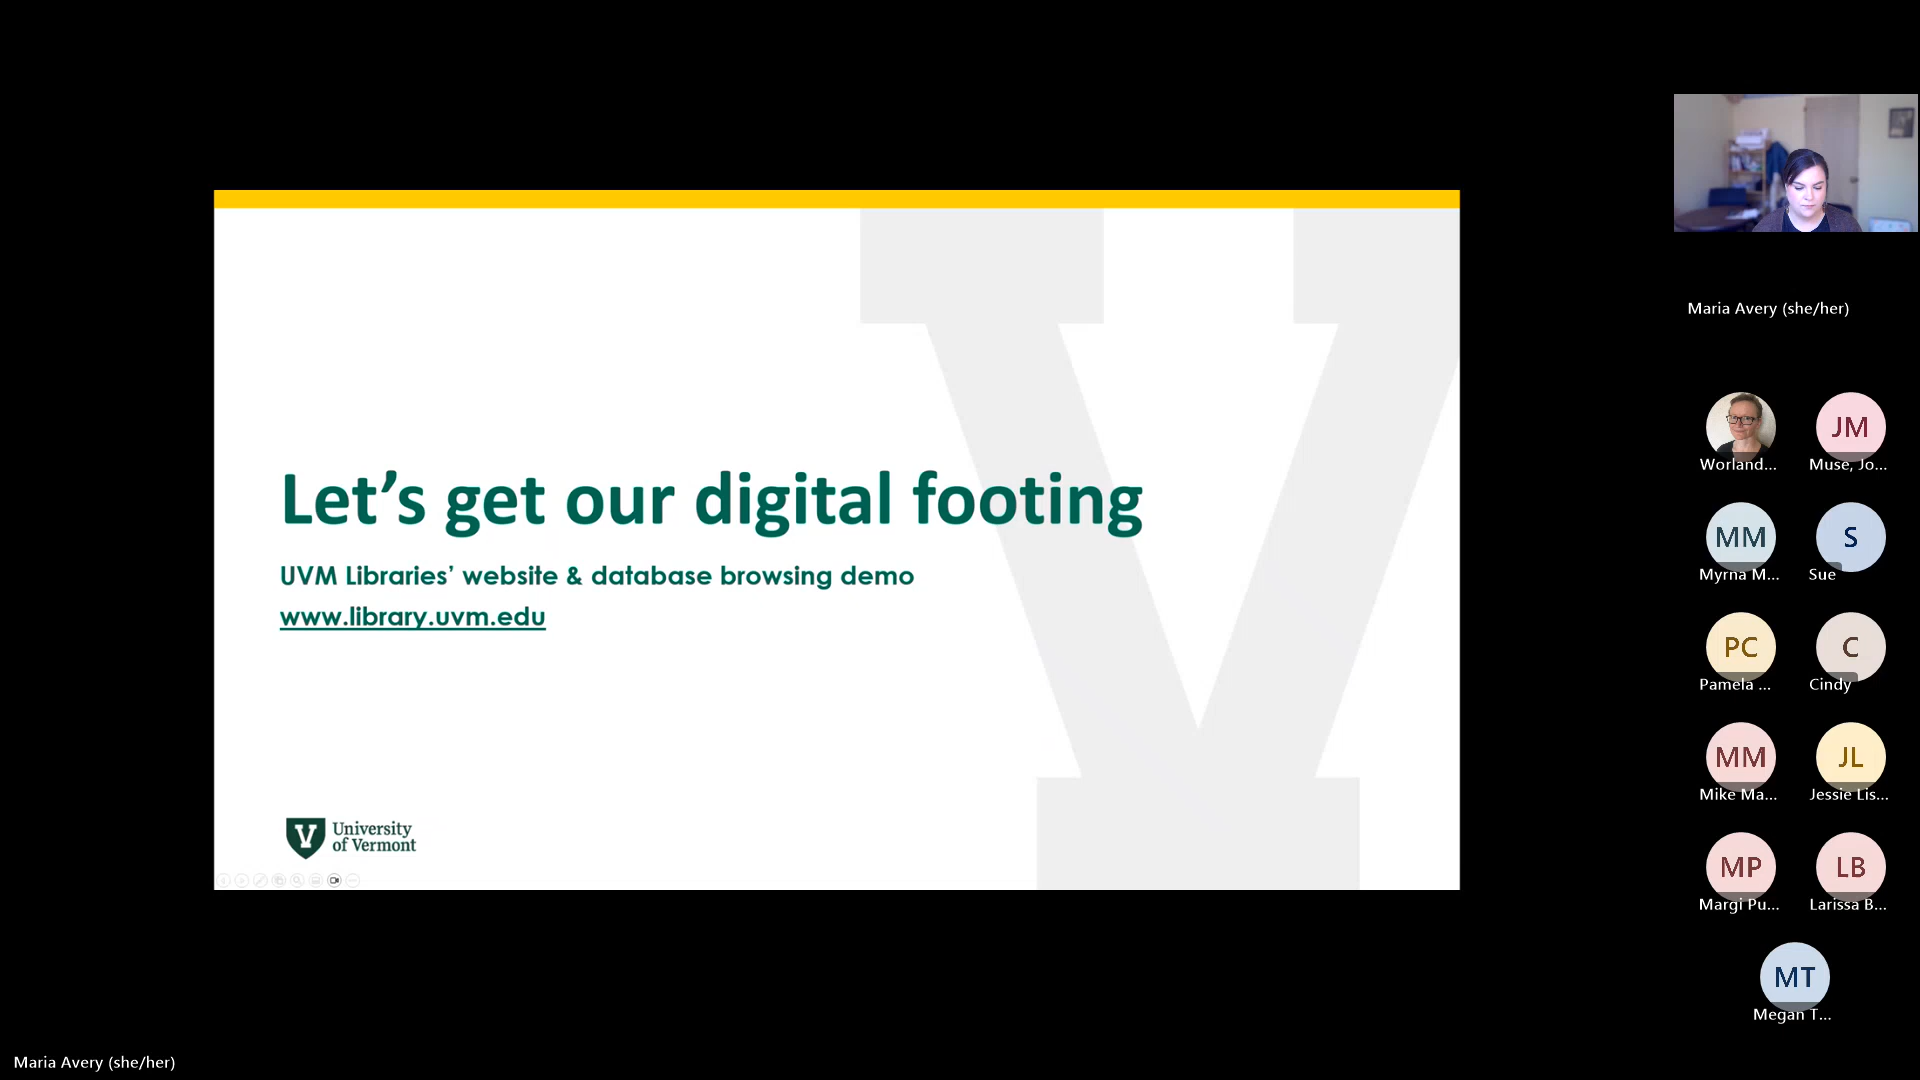 Let’s get our digital footing
UVM Libraries’ website & database browsing demo
www.library.uvm.edu
V University
of Vermont
Maria Avery (she/her)
Worland...
JM
Muse, Jo...
MM
Myrna M...
S
Sue
PC
Pamela ...
C
Cindy
MM
Mike Ma...
JL
Jessie Lis...
MP
Margi Pu...
LB
Larissa B...
MT
Megan T...
Maria Avery (she/her)